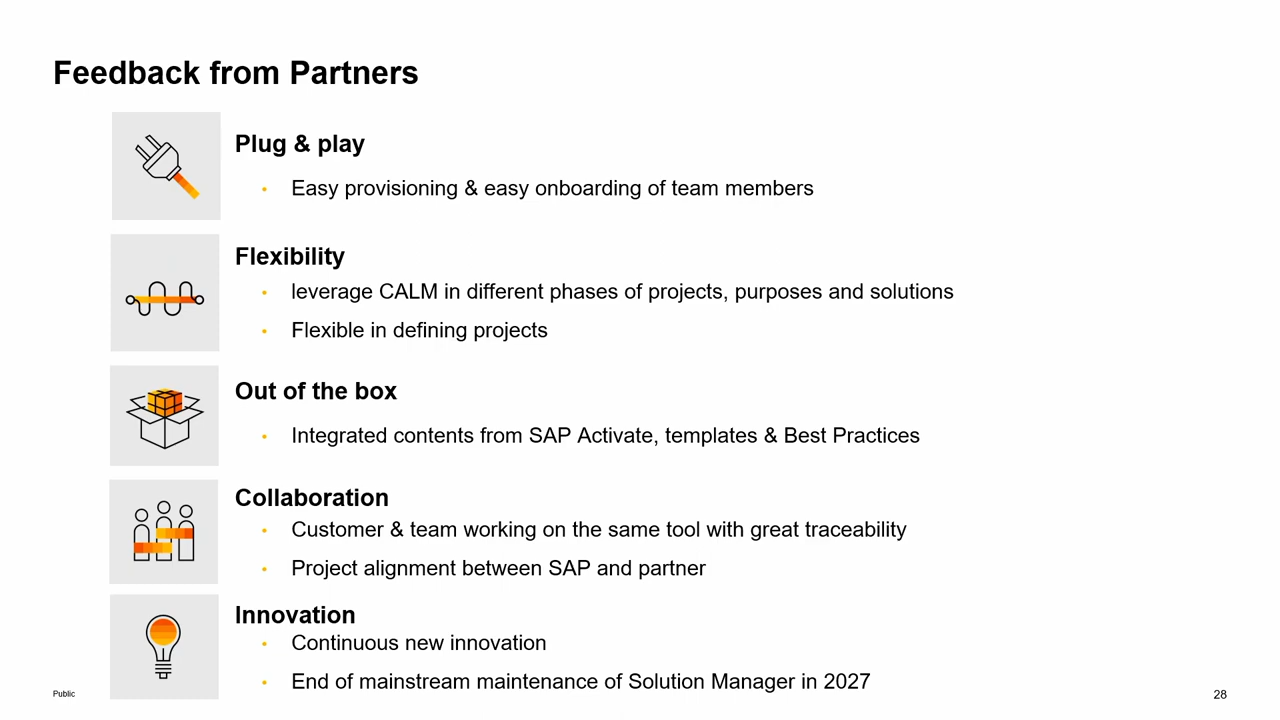 Feedback from Partners
Plug & play
• Easy provisioning & easy onboarding of team members
Flexibility
• leverage CALM in different phases of projects, purposes and solutions
• Flexible in defining projects
Out of the box
• Integrated contents from SAP Activate, templates & Best Practices
Collaboration
• Customer & team working on the same tool with great traceability
• Project alignment between SAP and partner
Innovation
• Continuous new innovation
• End of mainstream maintenance of Solution Manager in 2027
Public
28